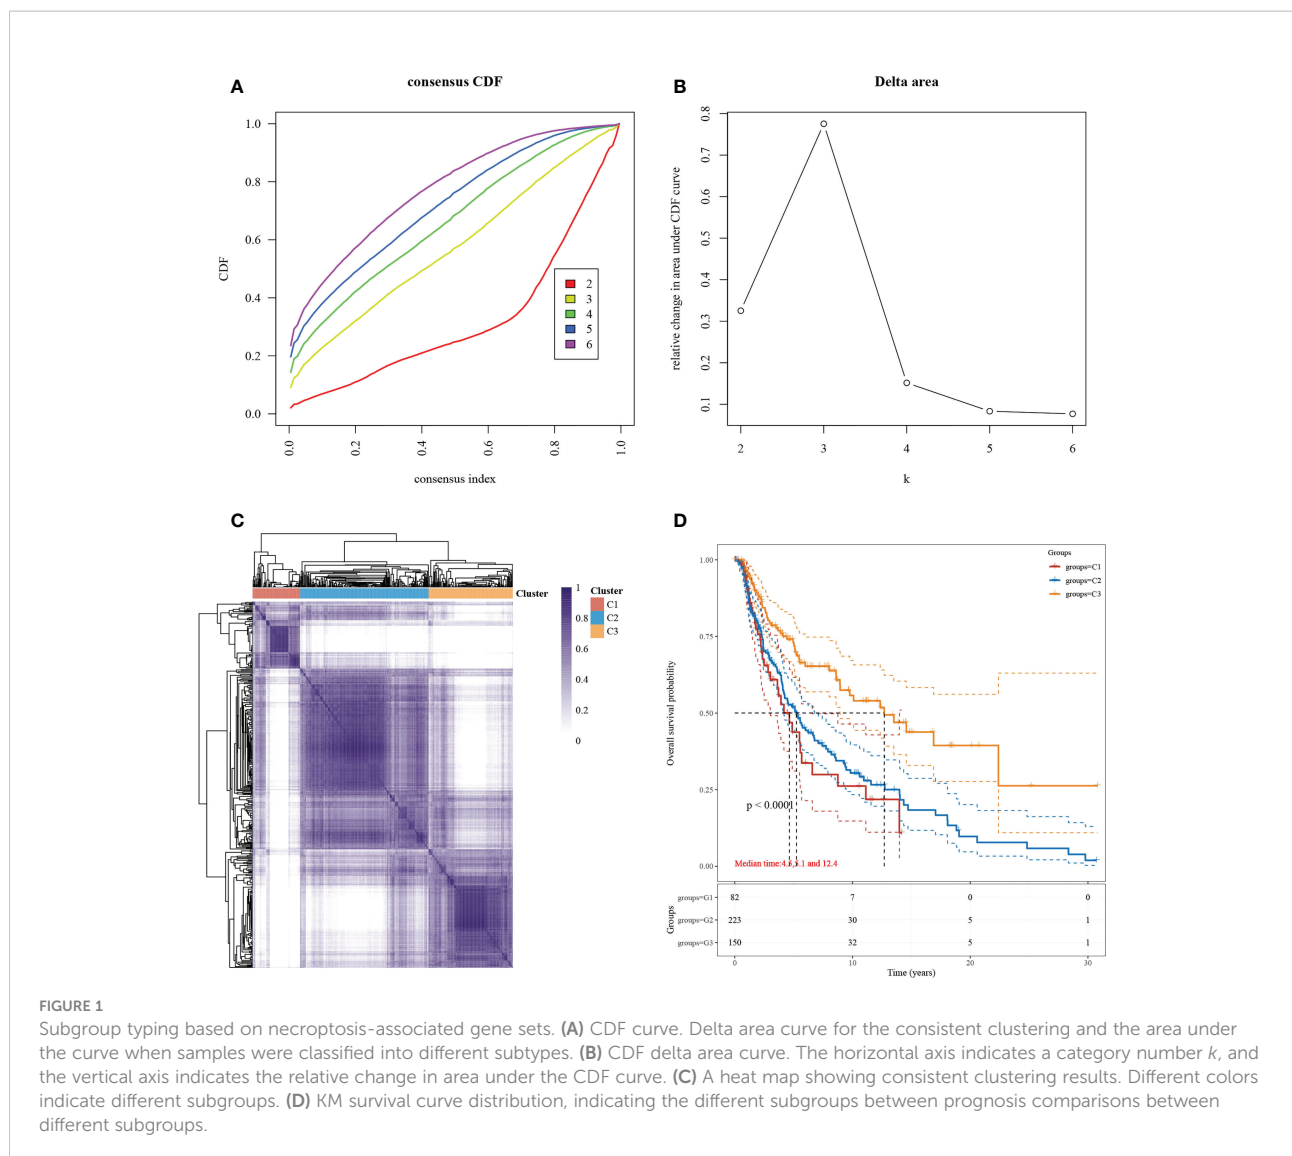 A
consensus CDF
1.0
0.8
0.6
0.4
0.2
0.0
CDF
2
3
4
5
6
0.0
0.2
0.4
0.6
0.8
1.0
consensus index
B
Delta area
0.8
0.7
0.6
0.5
0.4
0.3
0.2
0.1
relative change in area under CDF curve
2
3
4
5
6
k
C
Cluster
1
0.8
0.6
0.4
0.2
0
Cluster
C1
C2
C3
D
Groups
groups=C1
groups=C2
groups=C3
1.00
0.75
0.50
0.25
0.00
Overall survival probability
p < 0.0001
Median time:4.6,5.1 and 12.4
Groups
groups=G1 82 7 0 0
groups=G2 223 30 5 1
groups=G3 150 32 5 1
0 10 20 30
Time (years)
FIGURE 1
Subgroup typing based on necroptosis-associated gene sets. (A) CDF curve. Delta area curve for the consistent clustering and the area under
the curve when samples were classified into different subtypes. (B) CDF delta area curve. The horizontal axis indicates a category number k, and
the vertical axis indicates the relative change in area under the CDF curve. (C) A heat map showing consistent clustering results. Different colors
indicate different subgroups. (D) KM survival curve distribution, indicating the different subgroups between prognosis comparisons between
different subgroups.